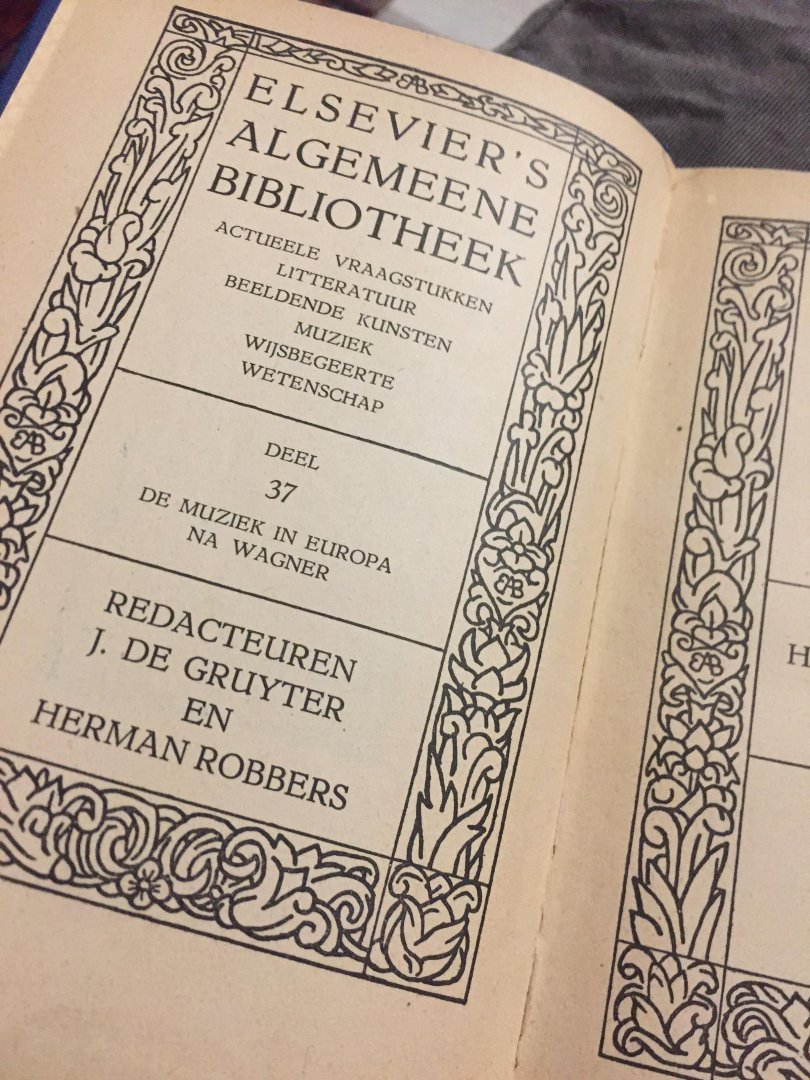 ELSEVIER'S
ALGEMEENE
BIBLIOTHEEK
ACTUEELE VRAAGSTUKKEN
LITTERATUUR
BEELDENDE KUNSTEN
MUZIEK
WIJSBEGEERTE
WETENSCHAP
DEEL
37
DE MUZIEK IN EUROPA
NA WAGNER
REDACTEUREN
J. DE GRUYTER
EN
HERMAN ROBBERS
H